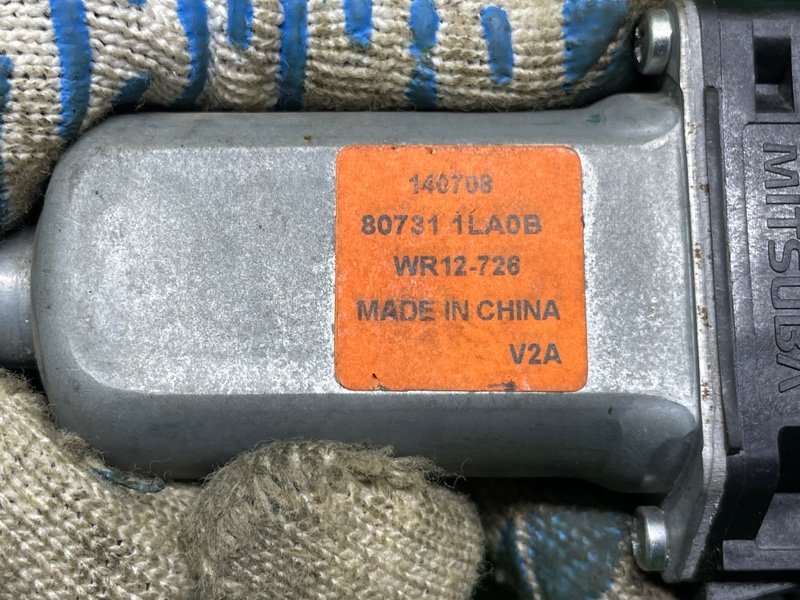 140708
80731 1LA0B
WR12-726
MADE IN CHINA
V2A
MITSUBA